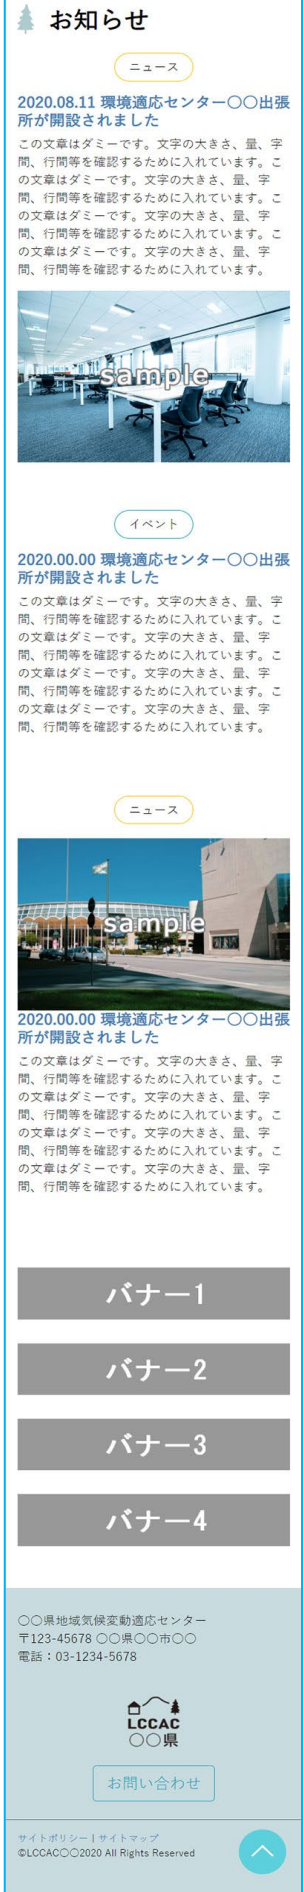 お知らせ
ニュース
2020.08.11 環境適応センター〇〇出張
所が開設されました
この文章はダミーです。文字の大きさ、量、字
間、行間等を確認するために入れています。こ
の文章はダミーです。文字の大きさ、量、字
間、行間等を確認するために入れています。こ
の文章はダミーです。文字の大きさ、量、字
間、行間等を確認するために入れています。こ
の文章はダミーです。文字の大きさ、量、字
間、行間等を確認するために入れています。
sample
イベント
2020.00.00 環境適応センター〇〇出張
所が開設されました
この文章はダミーです。文字の大きさ、量、字
間、行間等を確認するために入れています。こ
の文章はダミーです。文字の大きさ、量、字
間、行間等を確認するために入れています。こ
の文章はダミーです。文字の大きさ、量、字
間、行間等を確認するために入れています。こ
の文章はダミーです。文字の大きさ、量、字
間、行間等を確認するために入れています。
ニュース
sample
2020.00.00 環境適応センター〇〇出張
所が開設されました
この文章はダミーです。文字の大きさ、量、字
間、行間等を確認するために入れています。こ
の文章はダミーです。文字の大きさ、量、字
間、行間等を確認するために入れています。こ
の文章はダミーです。文字の大きさ、量、字
間、行間等を確認するために入れています。こ
の文章はダミーです。文字の大きさ、量、字
間、行間等を確認するために入れています。
バナー1
バナー2
バナー3
バナー4
〇〇県地域気候変動適応センター
〒123-45678 〇〇県〇〇市〇〇
電話：03-1234-5678
LCCAC
〇〇県
お問い合わせ
サイトポリシー | サイトマップ
©LCCAC〇〇2020 All Rights Reserved